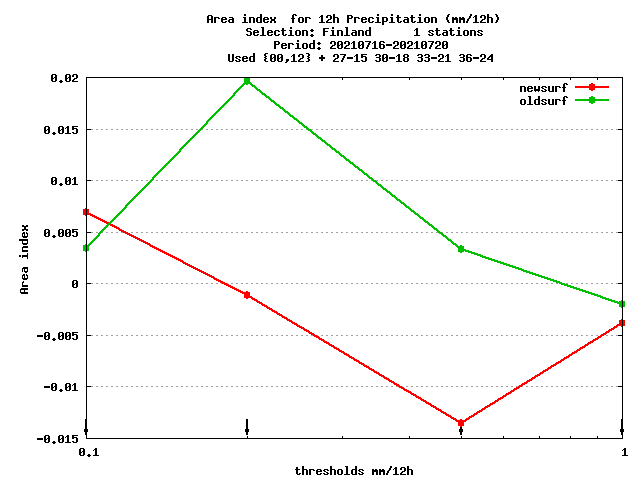 Area index  for 12h Precipitation (mm/12h)
Selection: Finland      1 stations
Period: 20210716-20210720
Used {00,12} + 27-15 30-18 33-21 36-24
newsurf
oldsurf
0.02
0.015
0.01
0.005
0
-0.005
-0.01
-0.015
Area index
0.1
1
thresholds mm/12h